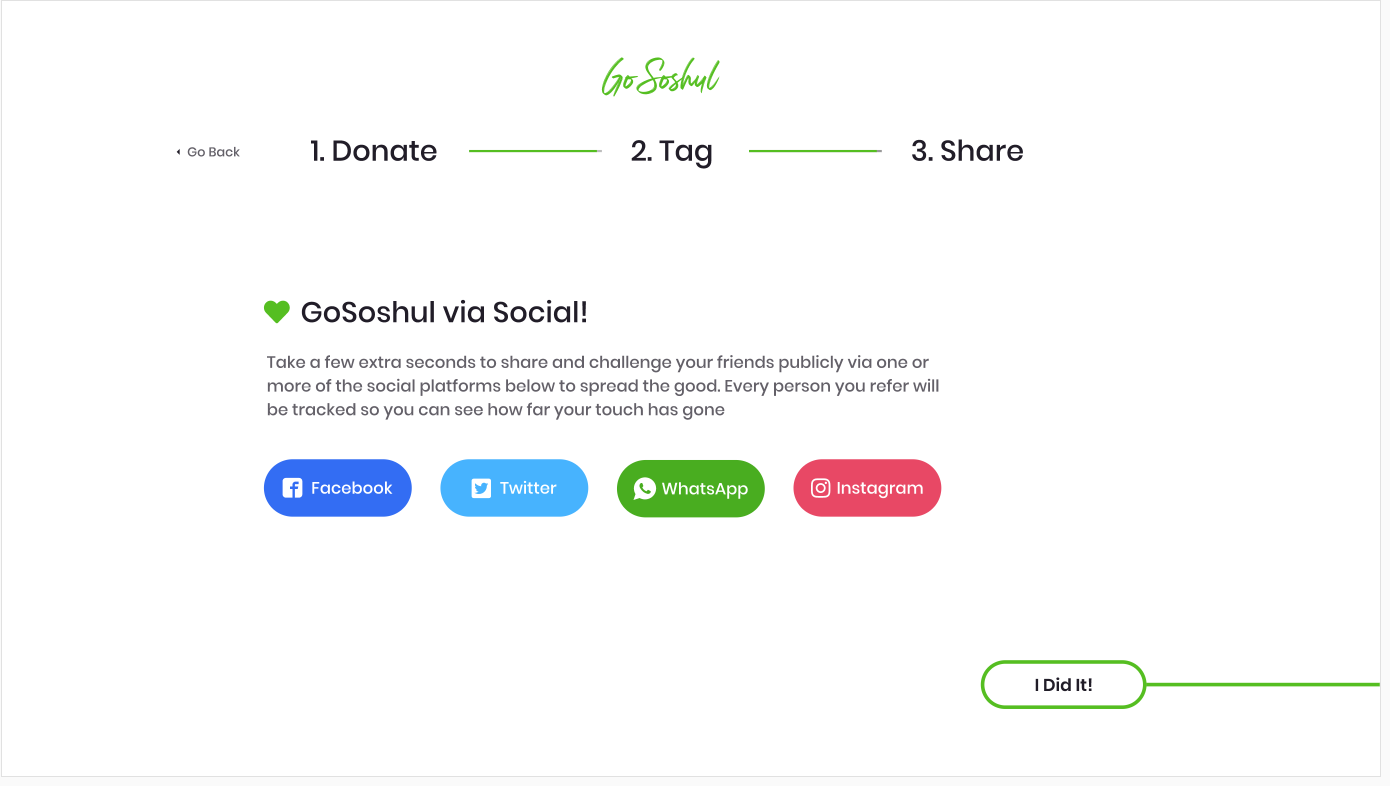 GoSoshul
Go Back
1. Donate
2. Tag
3. Share
GoSoshul via Social!
Take a few extra seconds to share and challenge your friends publicly via one or
more of the social platforms below to spread the good. Every person you refer will
be tracked so you can see how far your touch has gone
Facebook
Twitter
WhatsApp
Instagram
I Did It!